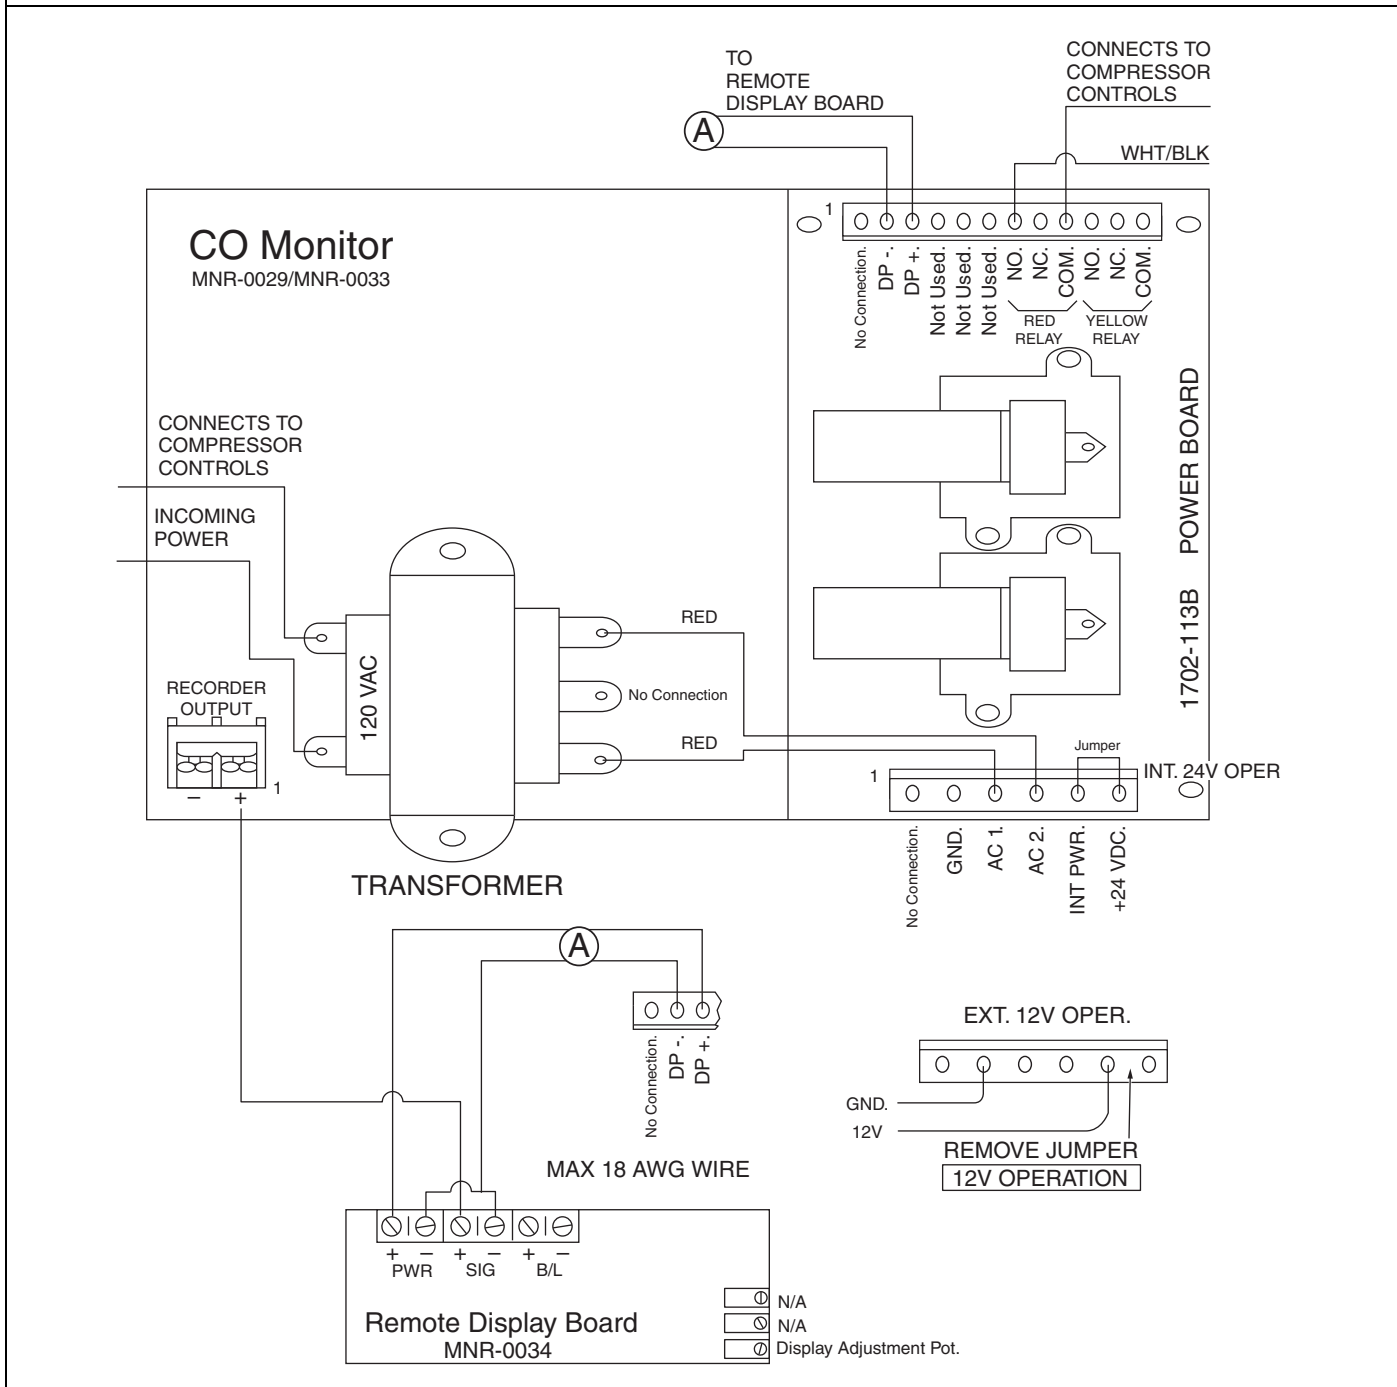 TO
REMOTE
DISPLAY BOARD
CONNECTS TO
COMPRESSOR
CONTROLS
A
WHT/BLK
CO Monitor
MNR-0029/MNR-0033
1
No Connection.
DP -.
DP +.
Not Used.
Not Used.
Not Used.
NO.
NC.
COM.
NO.
NC.
COM.
RED
RELAY
YELLOW
RELAY
1702-113B POWER BOARD
CONNECTS TO
COMPRESSOR
CONTROLS
INCOMING
POWER
120 VAC
RED
No Connection
RED
RECORDER
OUTPUT
1
– +
TRANSFORMER
Jumper
1
INT. 24V OPER
No Connection.
GND.
AC 1.
AC 2.
INT PWR.
+24 VDC.
A
No Connection.
DP -.
DP +.
MAX 18 AWG WIRE
EXT. 12V OPER.
GND.
12V
REMOVE JUMPER
12V OPERATION
+ – + – + –
PWR SIG B/L
Remote Display Board
MNR-0034
N/A
N/A
Display Adjustment Pot.